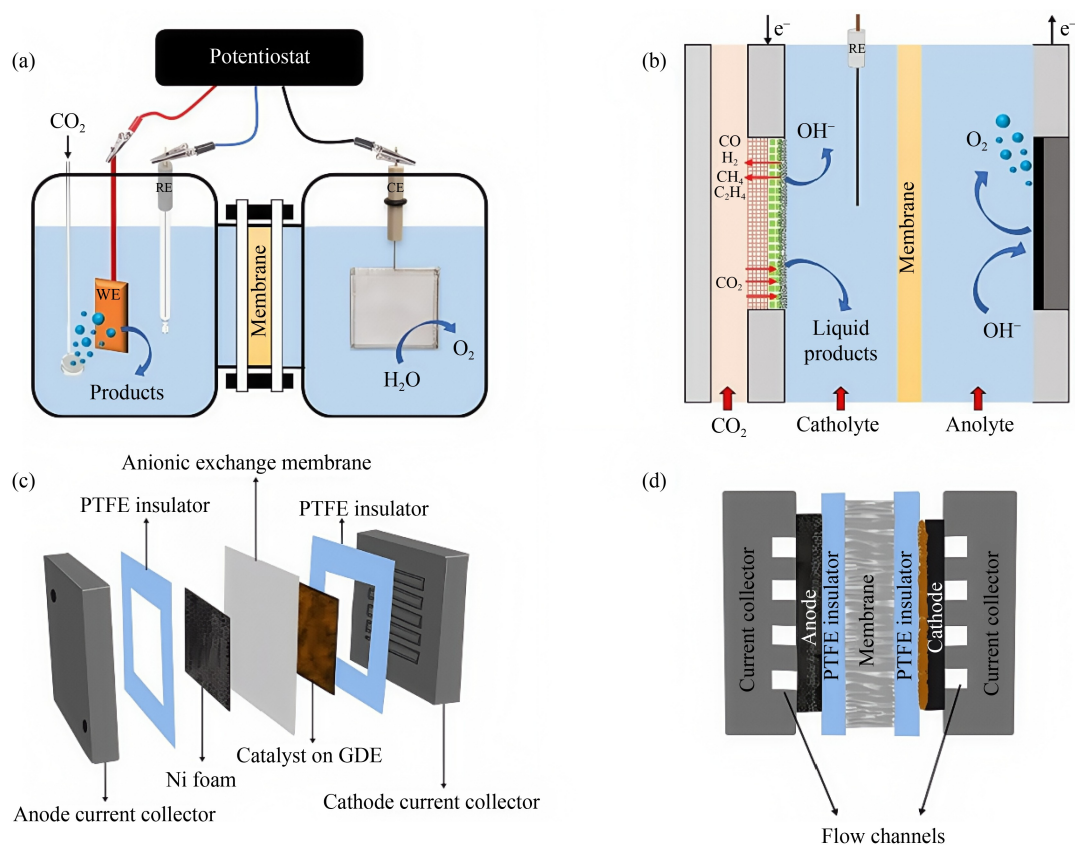 (a)
Potentiostat
CO₂
RE
CE
WE
Membrane
Products
H₂O
O₂
(b)
e⁻
e⁻
RE
CO
H₂
CH₄
C₂H₄
OH⁻
O₂
Membrane
CO₂
Liquid
products
OH⁻
CO₂
Catholyte
Anolyte
(c)
Anionic exchange membrane
PTFE insulator
PTFE insulator
Catalyst on GDE
Ni foam
Cathode current collector
Anode current collector
(d)
Current collector
Anode
PTFE insulator
Membrane
PTFE insulator
Cathode
Current collector
Flow channels